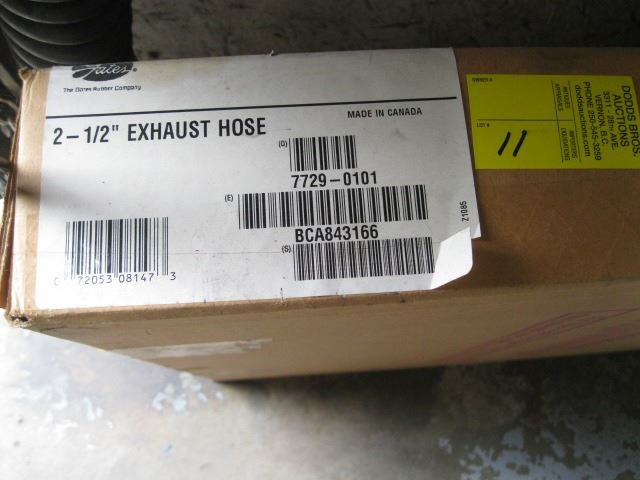 Gates
The Gates Rubber Company
MADE IN CANADA
2-1/2" EXHAUST HOSE
(Q)
7729-0101
(E)
BCA843166
(S)
0 72053 08147 3
Z1085
DODDS BROS.
AUCTIONS
3311 - 28TH AVE
VERNON, B.C.
PHONE 250-545-3259
doddsauctions.com
LOT #
11